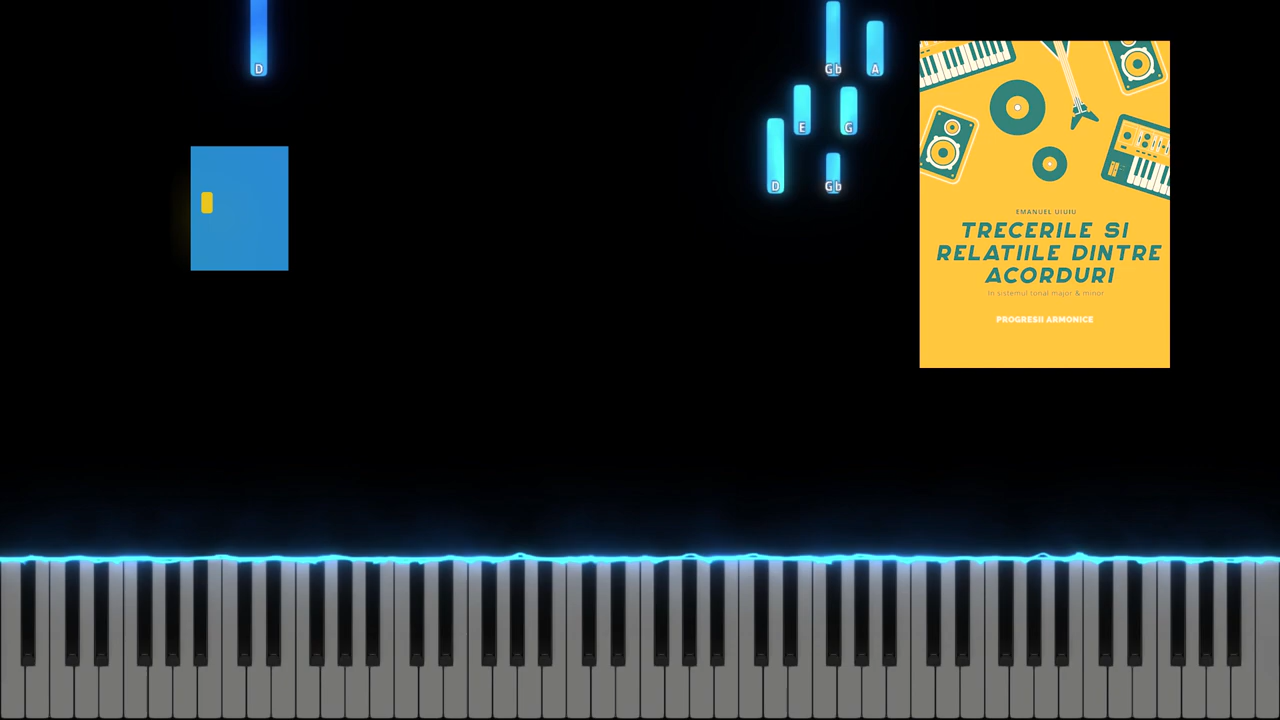 D
Gb
A
E
G
D
Gb
EMANUEL UIUIU
TRECERILE SI
RELATIILE DINTRE
ACORDURI
In sistemul tonal major & minor
PROGRESII ARMONICE